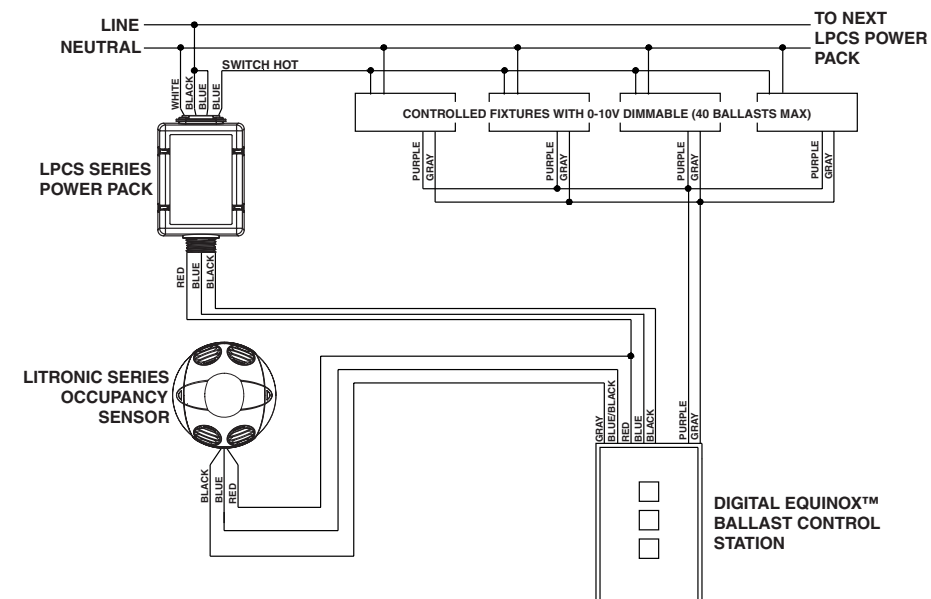 LINE
NEUTRAL
TO NEXT
LPCS POWER
PACK
SWITCH HOT
WHITE
BLACK
BLUE
BLUE
CONTROLLED FIXTURES WITH 0-10V DIMMABLE (40 BALLASTS MAX)
PURPLE
GRAY
PURPLE
GRAY
PURPLE
GRAY
PURPLE
GRAY
LPCS SERIES
POWER PACK
RED
BLUE
BLACK
LITRONIC SERIES
OCCUPANCY
SENSOR
BLACK
BLUE
RED
GRAY
BLUE/BLACK
RED
BLUE
BLACK
PURPLE
GRAY
DIGITAL EQUINOX™
BALLAST CONTROL
STATION